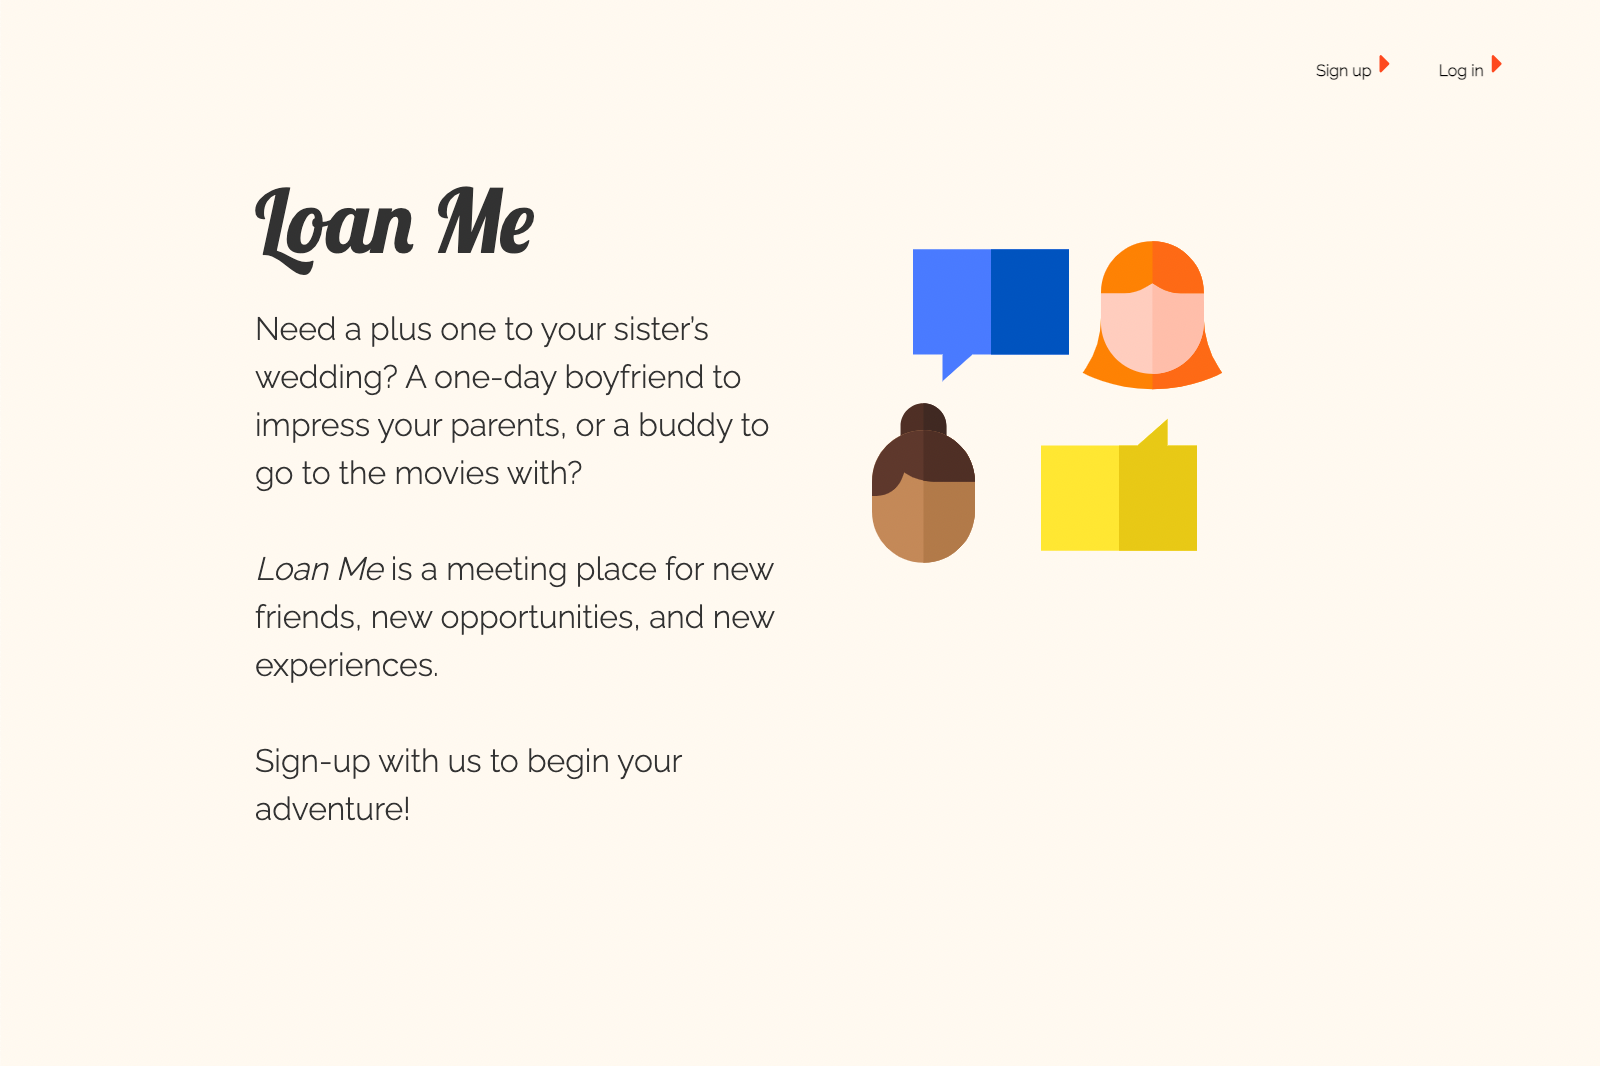 Sign up
Log in
Loan Me
Need a plus one to your sister’s
wedding? A one-day boyfriend to
impress your parents, or a buddy to
go to the movies with?
Loan Me is a meeting place for new
friends, new opportunities, and new
experiences.
Sign-up with us to begin your
adventure!